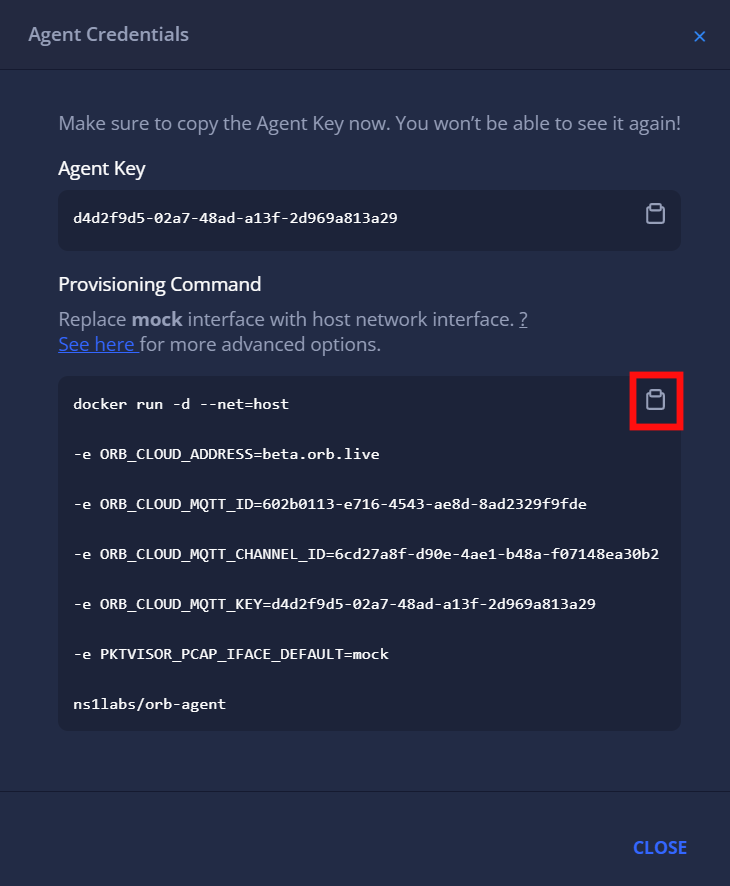 Agent Credentials
×
Make sure to copy the Agent Key now. You won’t be able to see it again!
Agent Key
d4d2f9d5-02a7-48ad-a13f-2d969a813a29
Provisioning Command
Replace mock interface with host network interface. ?
See here for more advanced options.
docker run -d --net=host
-e ORB_CLOUD_ADDRESS=beta.orb.live
-e ORB_CLOUD_MQTT_ID=602b0113-e716-4543-ae8d-8ad2329f9fde
-e ORB_CLOUD_MQTT_CHANNEL_ID=6cd27a8f-d90e-4ae1-b48a-f07148ea30b2
-e ORB_CLOUD_MQTT_KEY=d4d2f9d5-02a7-48ad-a13f-2d969a813a29
-e PKTVISOR_PCAP_IFACE_DEFAULT=mock
ns1labs/orb-agent
CLOSE